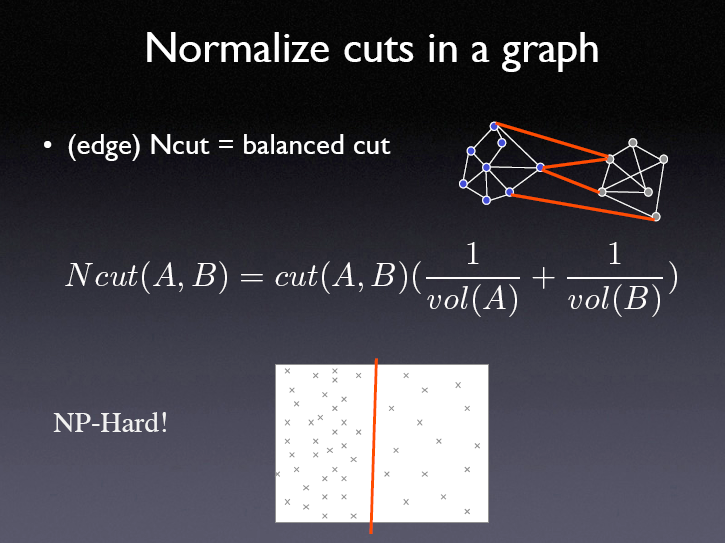 Normalize cuts in a graph
• (edge) Ncut = balanced cut
Ncut(A, B) = cut(A, B)(1/vol(A) + 1/vol(B))
NP-Hard!